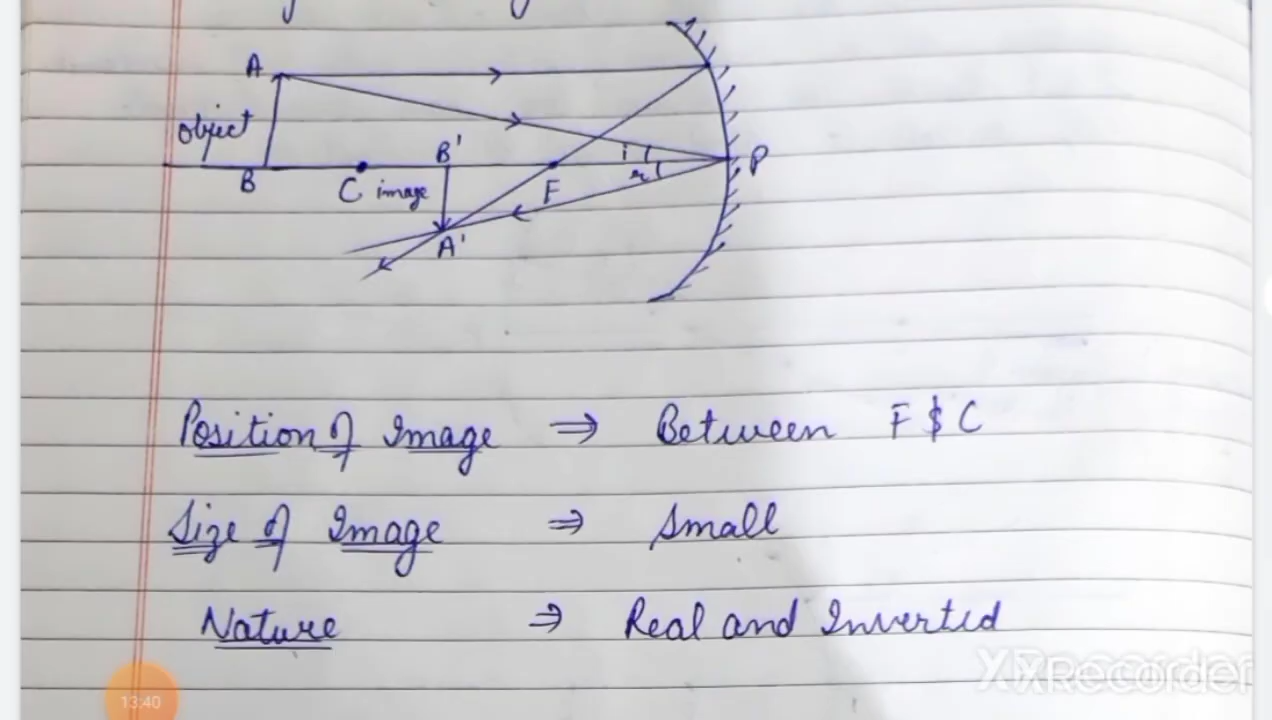 A
object
B' i
B C image F r P
A'
Position of Image ⇒ Between F & C
Size of Image ⇒ Small
Nature ⇒ Real and Inverted
XRecorder
13:40